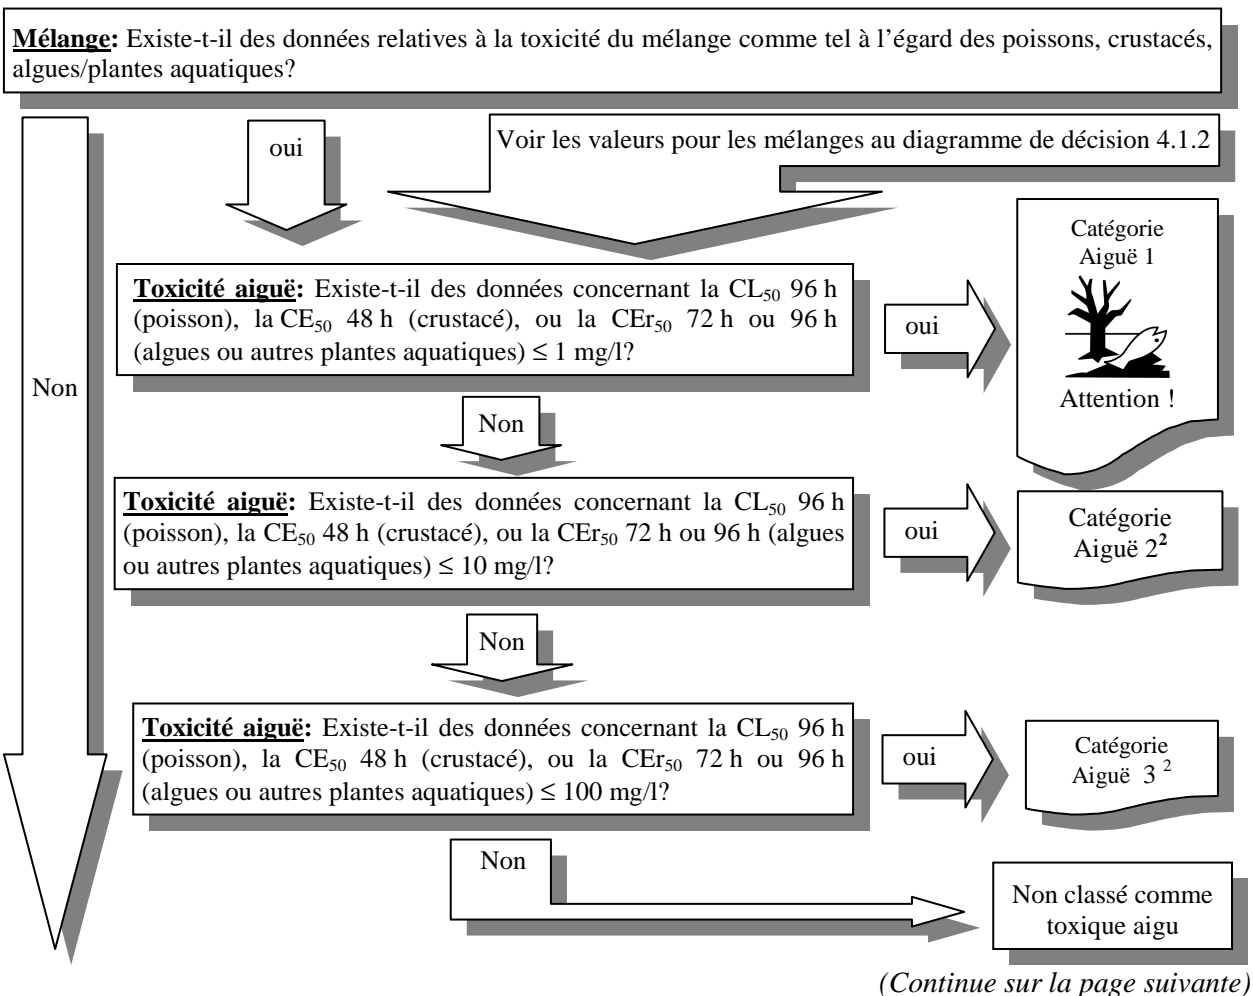 Mélange: Existe-t-il des données relatives à la toxicité du mélange comme tel à l’égard des poissons, crustacés,
algues/plantes aquatiques?
oui
Voir les valeurs pour les mélanges au diagramme de décision 4.1.2
Non
Toxicité aiguë: Existe-t-il des données concernant la CL50 96 h
(poisson), la CE50 48 h (crustacé), ou la CEr50 72 h ou 96 h
(algues ou autres plantes aquatiques) ≤ 1 mg/l?
oui
Catégorie
Aiguë 1
Attention !
Non
Toxicité aiguë: Existe-t-il des données concernant la CL50 96 h
(poisson), la CE50 48 h (crustacé), ou la CEr50 72 h ou 96 h (algues
ou autres plantes aquatiques) ≤ 10 mg/l?
oui
Catégorie
Aiguë 2²
Non
Toxicité aiguë: Existe-t-il des données concernant la CL50 96 h
(poisson), la CE50 48 h (crustacé), ou la CEr50 72 h ou 96 h
(algues ou autres plantes aquatiques) ≤ 100 mg/l?
oui
Catégorie
Aiguë 3 ²
Non
Non classé comme
toxique aigu
(Continue sur la page suivante)